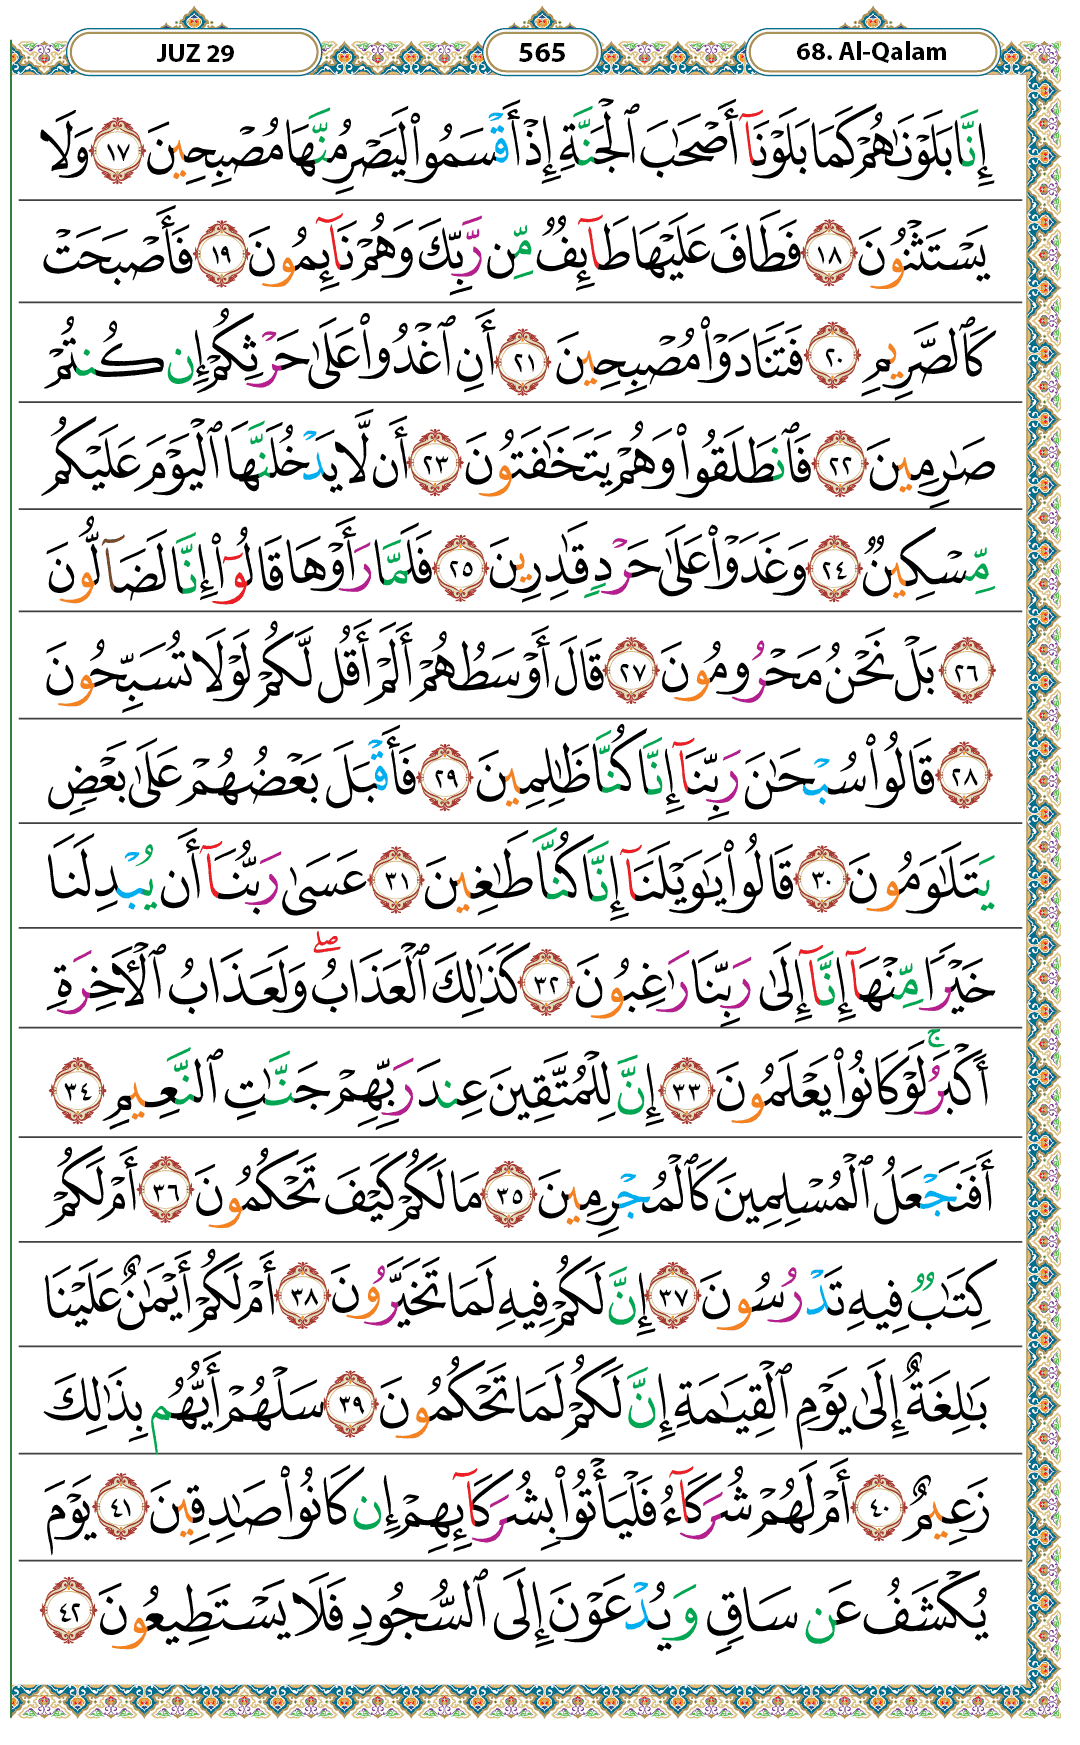 JUZ 29
565
68. Al-Qalam
إِنَّا بَلَوْنَٰهُمْ كَمَا بَلَوْنَآ أَصْحَٰبَ ٱلْجَنَّةِ إِذْ أَقْسَمُوا۟ لَيَصْرِمُنَّهَا مُصْبِحِينَ ١٧ وَلَا
يَسْتَثْنُونَ ١٨ فَطَافَ عَلَيْهَا طَآئِفٌ مِّن رَّبِّكَ وَهُمْ نَآئِمُونَ ١٩ فَأَصْبَحَتْ
كَٱلصَّرِيمِ ٢٠ فَتَنَادَوْا۟ مُصْبِحِينَ ٢١ أَنِ ٱغْدُوا۟ عَلَىٰ حَرْثِكُمْ إِن كُنتُمْ
صَٰرِمِينَ ٢٢ فَٱنطَلَقُوا۟ وَهُمْ يَتَخَٰفَتُونَ ٢٣ أَن لَّا يَدْخُلَنَّهَا ٱلْيَوْمَ عَلَيْكُم
مِّسْكِينٌ ٢٤ وَغَدَوْا۟ عَلَىٰ حَرْدٍ قَٰدِرِينَ ٢٥ فَلَمَّا رَأَوْهَا قَالُوٓا۟ إِنَّا لَضَآلُّونَ
٢٦ بَلْ نَحْنُ مَحْرُومُونَ ٢٧ قَالَ أَوْسَطُهُمْ أَلَمْ أَقُل لَّكُمْ لَوْلَا تُسَبِّحُونَ
٢٨ قَالُوا۟ سُبْحَٰنَ رَبِّنَآ إِنَّا كُنَّا ظَٰلِمِينَ ٢٩ فَأَقْبَلَ بَعْضُهُمْ عَلَىٰ بَعْضٍ
يَتَلَٰوَمُونَ ٣٠ قَالُوا۟ يَٰوَيْلَنَآ إِنَّا كُنَّا طَٰغِينَ ٣١ عَسَىٰ رَبُّنَآ أَن يُبْدِلَنَا
خَيْرًا مِّنْهَآ إِنَّآ إِلَىٰ رَبِّنَا رَٰغِبُونَ ٣٢ كَذَٰلِكَ ٱلْعَذَابُ ۖ وَلَعَذَابُ ٱلْءَاخِرَةِ
أَكْبَرُ ۚ لَوْ كَانُوا۟ يَعْلَمُونَ ٣٣ إِنَّ لِلْمُتَّقِينَ عِندَ رَبِّهِمْ جَنَّٰتِ ٱلنَّعِيمِ ٣٤
أَفَنَجْعَلُ ٱلْمُسْلِمِينَ كَٱلْمُجْرِمِينَ ٣٥ مَا لَكُمْ كَيْفَ تَحْكُمُونَ ٣٦ أَمْ لَكُمْ
كِتَٰبٌ فِيهِ تَدْرُسُونَ ٣٧ إِنَّ لَكُمْ فِيهِ لَمَا تَخَيَّرُونَ ٣٨ أَمْ لَكُمْ أَيْمَٰنٌ عَلَيْنَا
بَٰلِغَةٌ إِلَىٰ يَوْمِ ٱلْقِيَٰمَةِ إِنَّ لَكُمْ لَمَا تَحْكُمُونَ ٣٩ سَلْهُمْ أَيُّهُم بِذَٰلِكَ
زَعِيمٌ ٤٠ أَمْ لَهُمْ شُرَكَآءُ فَلْيَأْتُوا۟ بِشُرَكَآئِهِمْ إِن كَانُوا۟ صَٰدِقِينَ ٤١ يَوْمَ
يُكْشَفُ عَن سَاقٍ وَيُدْعَوْنَ إِلَى ٱلسُّجُودِ فَلَا يَسْتَطِيعُونَ ٤٢